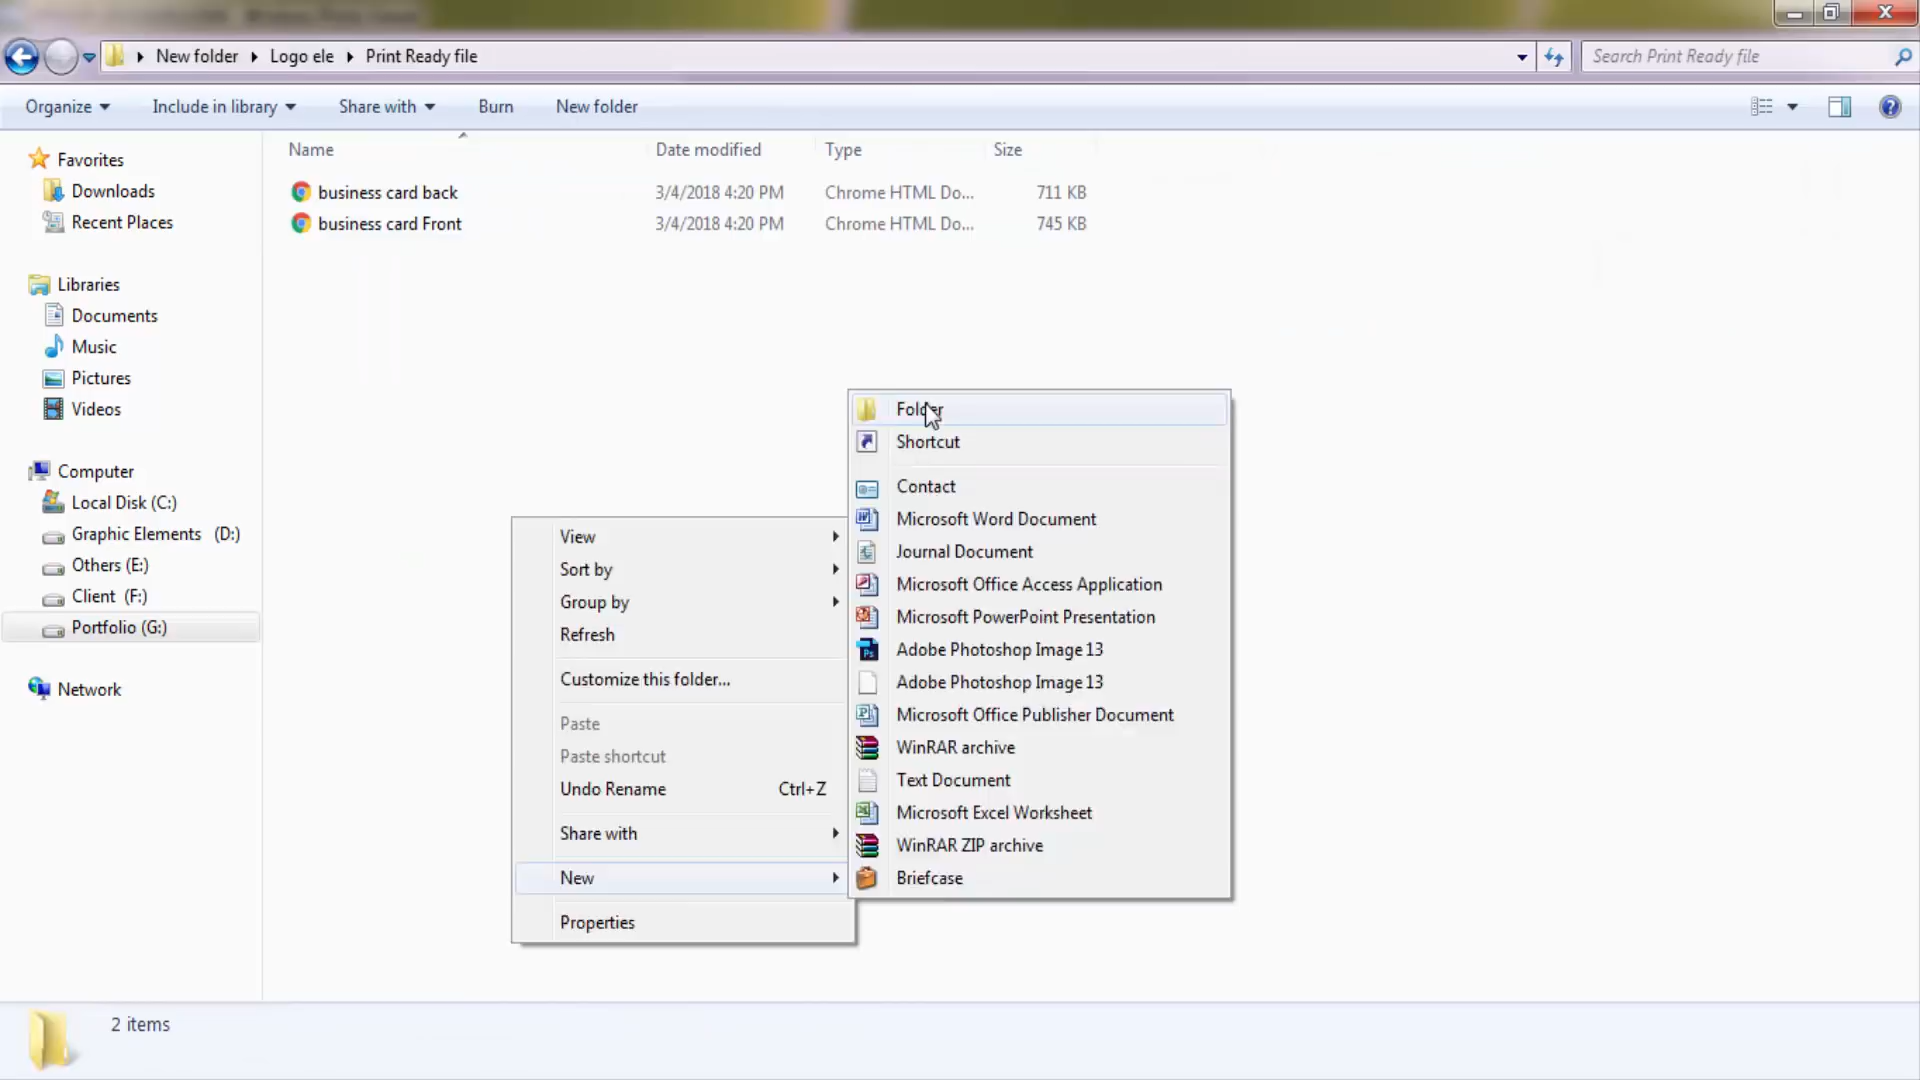 New folder Logo ele Print Ready file
Search Print Ready file
Organize Include in library Share with Burn New folder
Name Date modified Type Size
business card back 3/4/2018 4:20 PM Chrome HTML Do... 711 KB
business card Front 3/4/2018 4:20 PM Chrome HTML Do... 745 KB
Favorites
Downloads
Recent Places
Libraries
Documents
Music
Pictures
Videos
Computer
Local Disk (C:)
Graphic Elements (D:)
Others (E:)
Client (F:)
Portfolio (G:)
Network
View
Sort by
Group by
Refresh
Customize this folder...
Paste
Paste shortcut
Undo Rename Ctrl+Z
Share with
New
Properties
Folder
Shortcut
Contact
Microsoft Word Document
Journal Document
Microsoft Office Access Application
Microsoft PowerPoint Presentation
Adobe Photoshop Image 13
Adobe Photoshop Image 13
Microsoft Office Publisher Document
WinRAR archive
Text Document
Microsoft Excel Worksheet
WinRAR ZIP archive
Briefcase
2 items